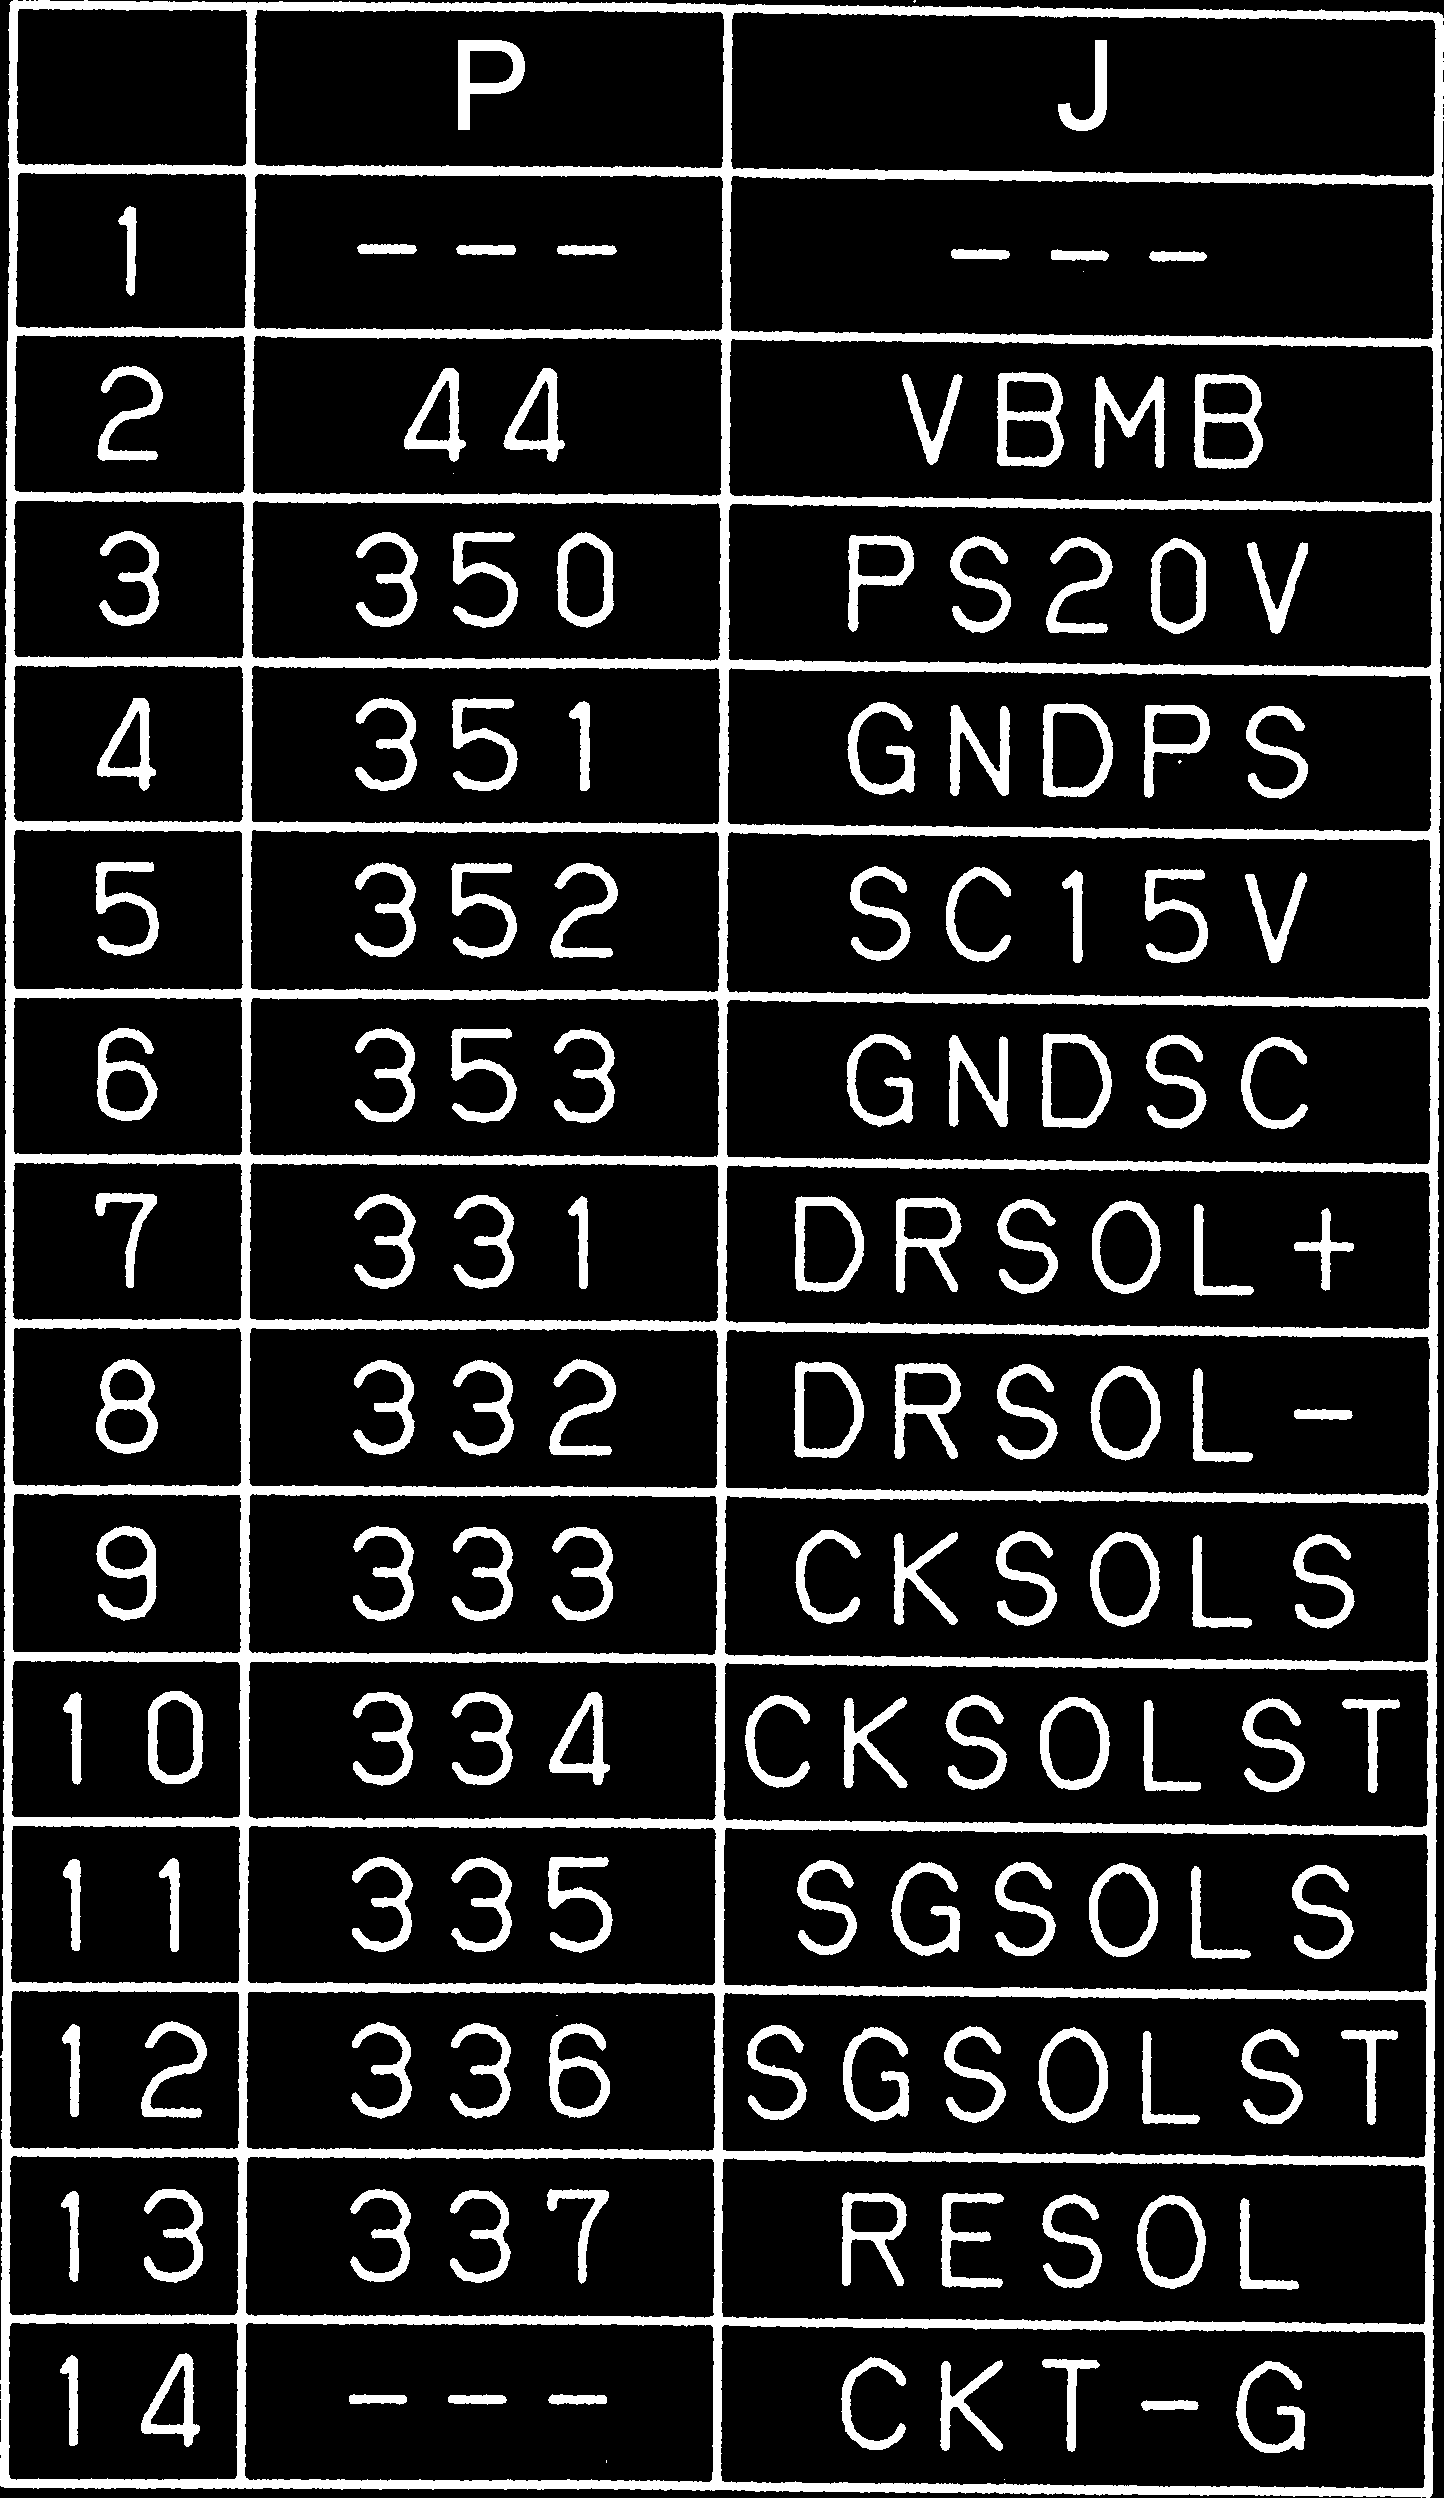 P J
1 --- ---
2 44 VBMB
3 350 PS20V
4 351 GNDPS
5 352 SC15V
6 353 GNDSC
7 331 DRSOL+
8 332 DRSOL-
9 333 CKSOLS
10 334 CKSOLST
11 335 SGSOLS
12 336 SGSOLST
13 337 RESOL
14 --- CKT-G